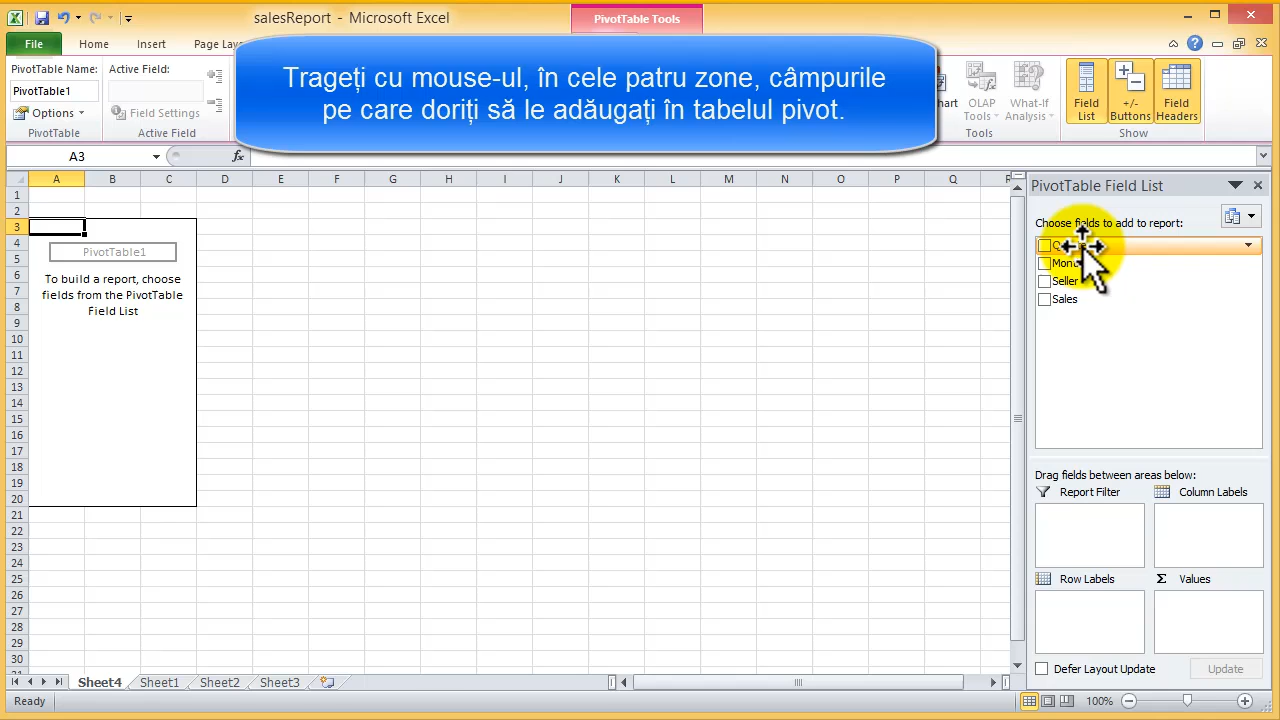 salesReport - Microsoft Excel
PivotTable Tools
File
Home
Insert
Page
Trageți cu mouse-ul, în cele patru zone, câmpurile
pe care doriți să le adăugați în tabelul pivot.
PivotTable Name:
PivotTable1
Options
PivotTable
Active Field:
Field Settings
Active Field
OLAP
Tools
What-If
Analysis
Tools
Field
List
+/-
Buttons
Field
Headers
Show
A3
fx
A B C D E F G H I J K L M N O P Q
1
2
3
4
5
6
7
8
9
10
11
12
13
14
15
16
17
18
19
20
21
22
23
24
25
26
27
28
29
30
PivotTable1
To build a report, choose
fields from the PivotTable
Field List
PivotTable Field List
Choose fields to add to report:
Seller
Sales
Drag fields between areas below:
Report Filter
Column Labels
Row Labels
Σ Values
Defer Layout Update
Update
Sheet4
Sheet1
Sheet2
Sheet3
Ready
100%